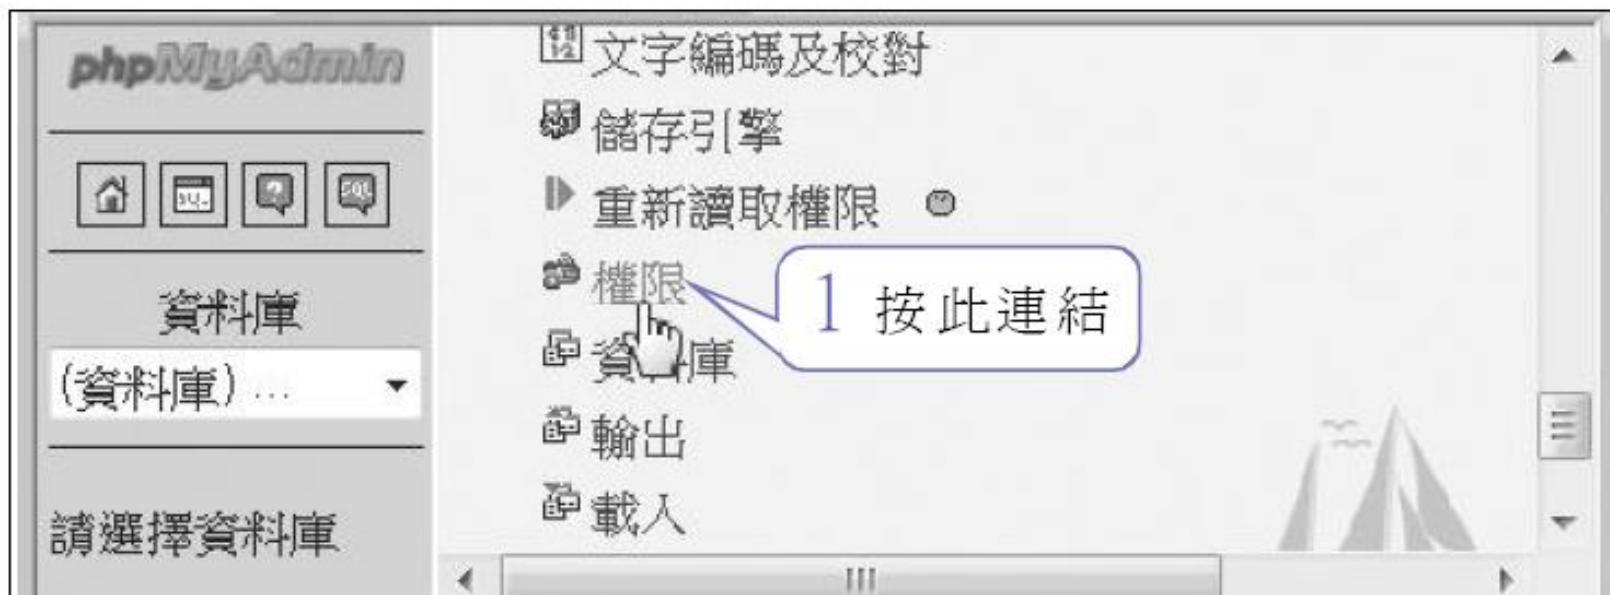 phpMyAdmin
資料庫
(資料庫) ...
請選擇資料庫
文字編碼及校對
儲存引擎
重新讀取權限
權限
1 按此連結
資料庫
輸出
載入